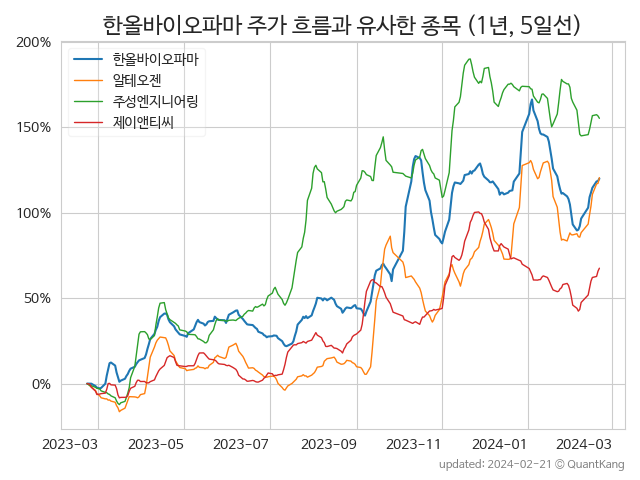 한올바이오파마 주가 흐름과 유사한 종목 (1년, 5일선)
200%
150%
100%
50%
0%
한올바이오파마
알테오젠
주성엔지니어링
제이앤티씨
2023-03 2023-05 2023-07 2023-09 2023-11 2024-01 2024-03
updated: 2024-02-21 © QuantKang